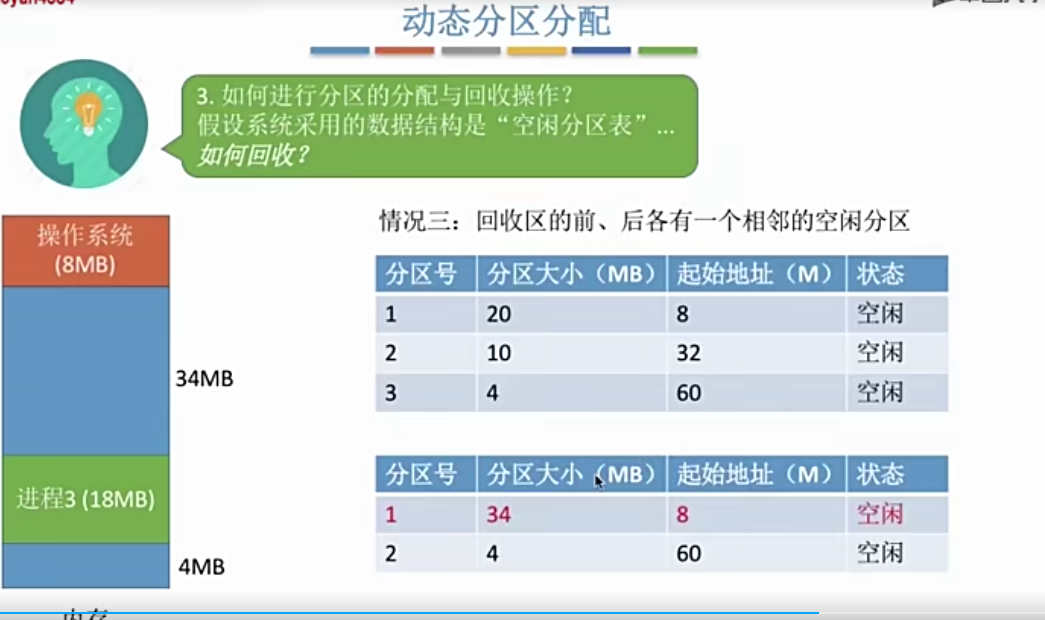 动态分区分配
3. 如何进行分区的分配与回收操作？
假设系统采用的数据结构是“空闲分区表”...
如何回收？
情况三：回收区的前、后各有一个相邻的空闲分区
操作系统
(8MB)
34MB
进程3 (18MB)
4MB
内存
分区号 分区大小（MB） 起始地址（M） 状态
1 20 8 空闲
2 10 32 空闲
3 4 60 空闲
分区号 分区大小（MB） 起始地址（M） 状态
1 34 8 空闲
2 4 60 空闲